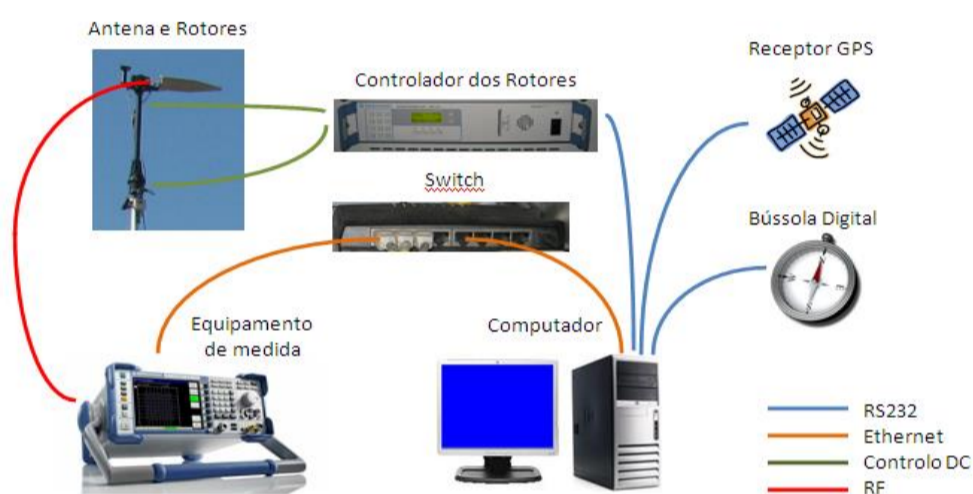 Antena e Rotores
Controlador dos Rotores
Receptor GPS
Switch
Bússola Digital
Equipamento
de medida
Computador
RS232
Ethernet
Controlo DC
RF